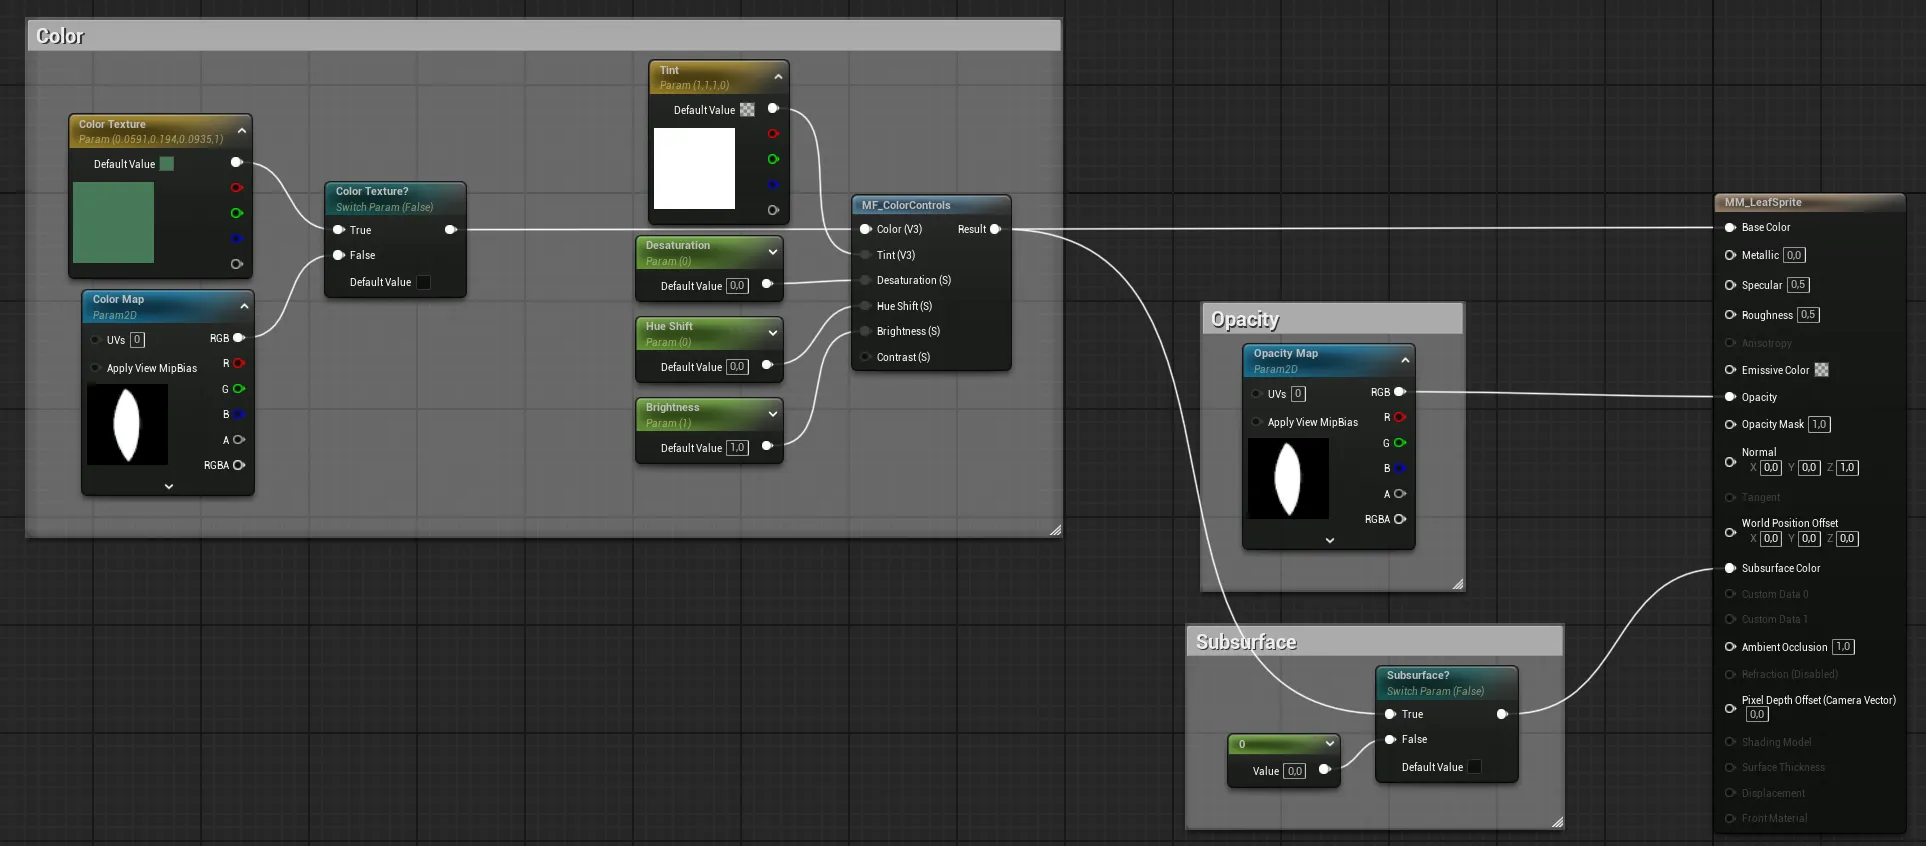 Color
Color Texture
Param (0.0591,0.194,0.0935,1)
Default Value
Color Map
Param2D
UVs 0
RGB
Apply View MipBias
R
G
B
A
RGBA
Color Texture?
Switch Param (False)
True
False
Default Value
Tint
Param (1,1,1,0)
Default Value
Desaturation
Param (0)
Default Value 0,0
Hue Shift
Param (0)
Default Value 0,0
Brightness
Param (1)
Default Value 1,0
MF_ColorControls
Color (V3) Result
Tint (V3)
Desaturation (S)
Hue Shift (S)
Brightness (S)
Contrast (S)
Opacity
Opacity Map
Param2D
UVs 0
RGB
Apply View MipBias
R
G
B
A
RGBA
Subsurface
Subsurface?
Switch Param (False)
True
False
Default Value
0
Value 0,0
MM_LeafSprite
Base Color
Metallic 0,0
Specular 0,5
Roughness 0,5
Anisotropy
Emissive Color
Opacity
Opacity Mask 1,0
Normal
X 0,0 Y 0,0 Z 1,0
Tangent
World Position Offset
X 0,0 Y 0,0 Z 0,0
Subsurface Color
Custom Data 0
Custom Data 1
Ambient Occlusion 1,0
Refraction (Disabled)
Pixel Depth Offset (Camera Vector)
0,0
Shading Model
Surface Thickness
Displacement
Front Material